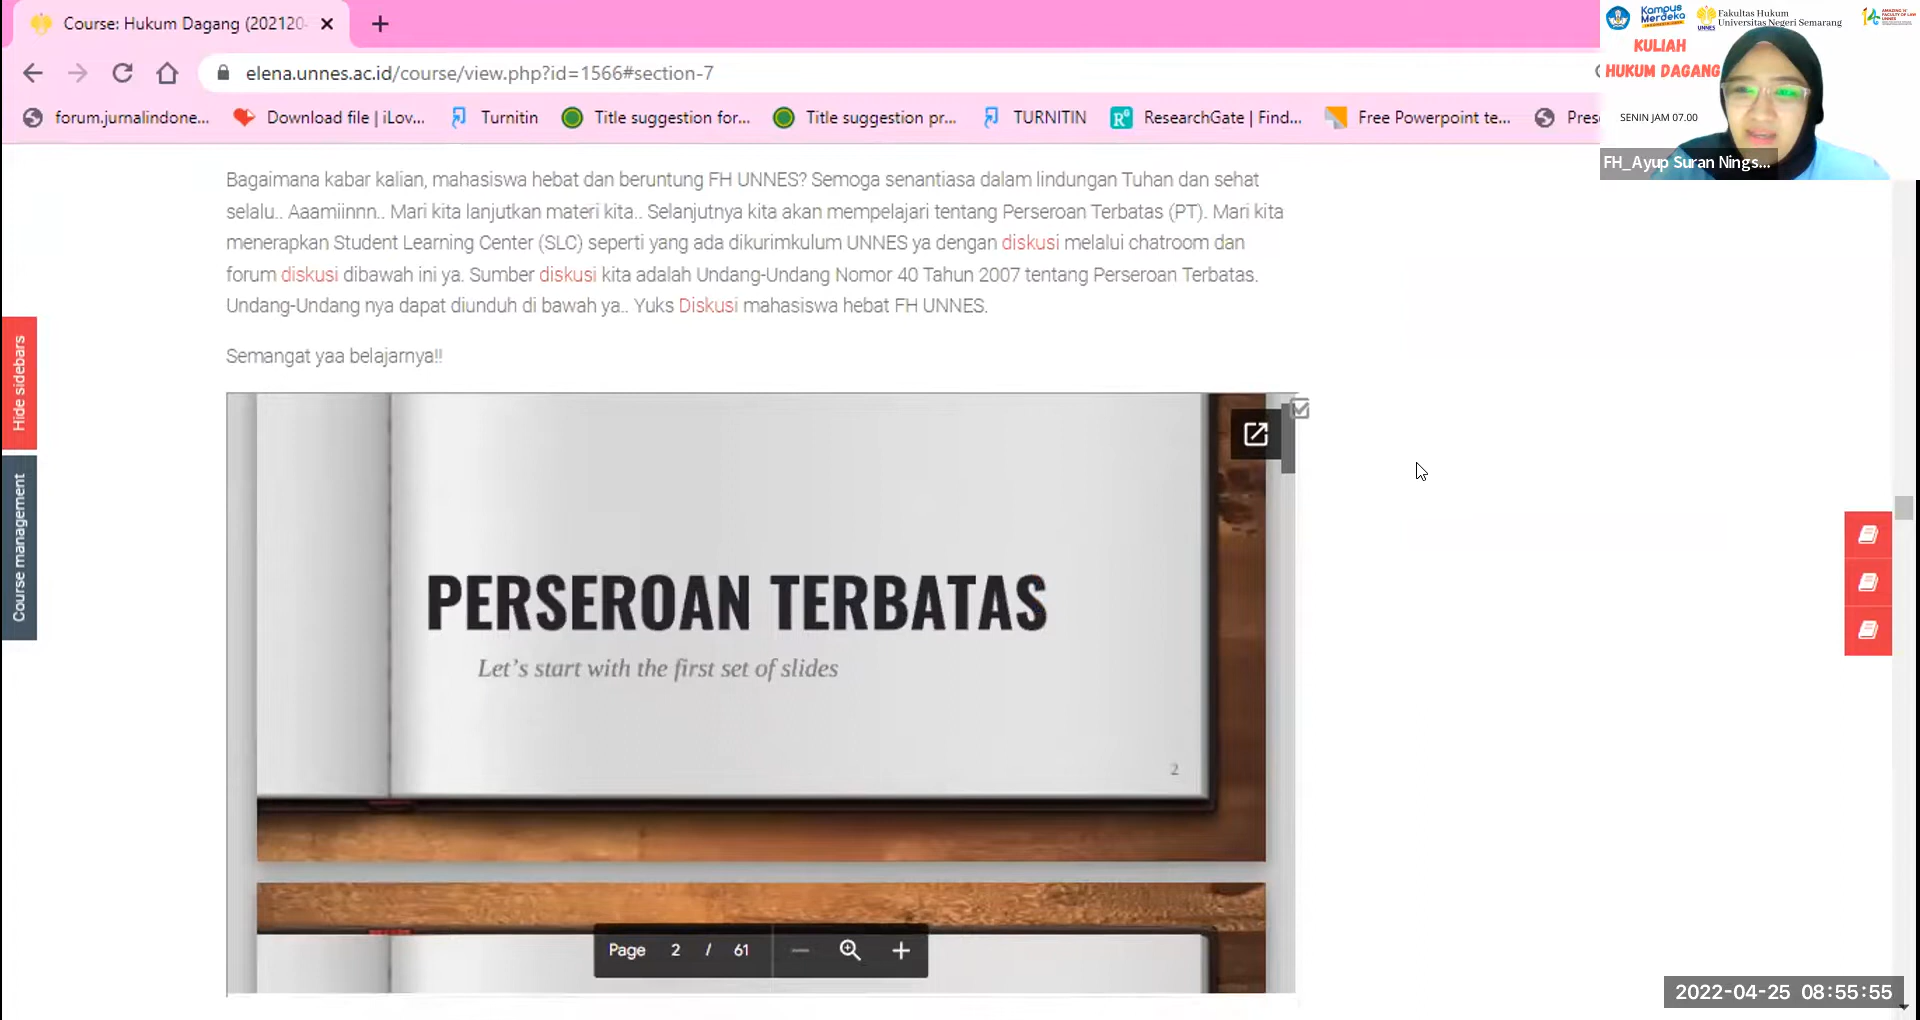 Course: Hukum Dagang (202120
elena.unnes.ac.id/course/view.php?id=1566#section-7
forum.jurnalindone...
Download file | iLov...
Turnitin
Title suggestion for...
Title suggestion pr...
TURNITIN
ResearchGate | Find...
Free Powerpoint te...
Pres
Kampus Merdeka
UNNES
Fakultas Hukum
Universitas Negeri Semarang
KULIAH
HUKUM DAGANG
SENIN JAM 07.00
FH_Ayup Suran Nings...
Bagaimana kabar kalian, mahasiswa hebat dan beruntung FH UNNES? Semoga senantiasa dalam lindungan Tuhan dan sehat
selalu.. Aaamiinnn.. Mari kita lanjutkan materi kita.. Selanjutnya kita akan mempelajari tentang Perseroan Terbatas (PT). Mari kita
menerapkan Student Learning Center (SLC) seperti yang ada dikurimkulum UNNES ya dengan diskusi melalui chatroom dan
forum diskusi dibawah ini ya. Sumber diskusi kita adalah Undang-Undang Nomor 40 Tahun 2007 tentang Perseroan Terbatas.
Undang-Undang nya dapat diunduh di bawah ya.. Yuks Diskusi mahasiswa hebat FH UNNES.
Semangat yaa belajarnya!!
Hide sidebars
Course management
PERSEROAN TERBATAS
Let's start with the first set of slides
2
Page 2 / 61
2022-04-25 08:55:55